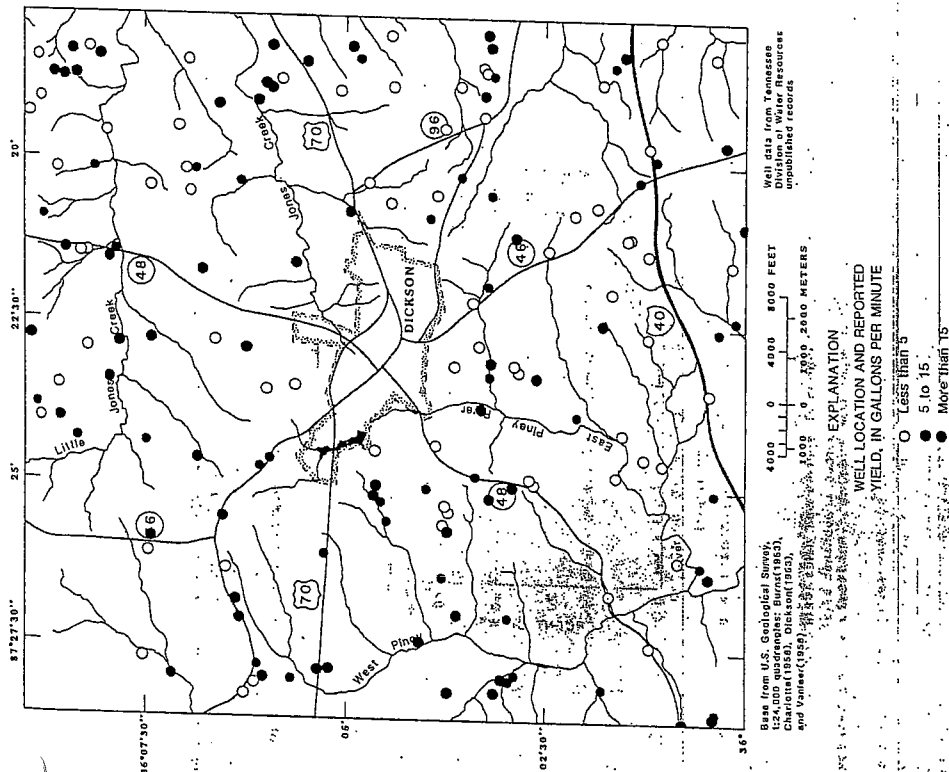 87°27'30"
25'
22'30"
20'
36°07'30"
05'
02'30"
36°
Little
Jones
Creek
48
Jones
Creek
70
96
DICKSON
46
70
West
Piney
48
East
Piney
River
River
40
Base from U.S. Geological Survey,
1:24,000 quadrangles: Burns(1953),
Charlotte(1958), Dickson(1953),
and Vanleer(1958)
4000 0 4000 8000 FEET
1000 0 1000 2000 METERS
Well data from Tennessee
Division of Water Resources
unpublished records
EXPLANATION
WELL LOCATION AND REPORTED
YIELD, IN GALLONS PER MINUTE
Less than 5
5 to 15
More than 15